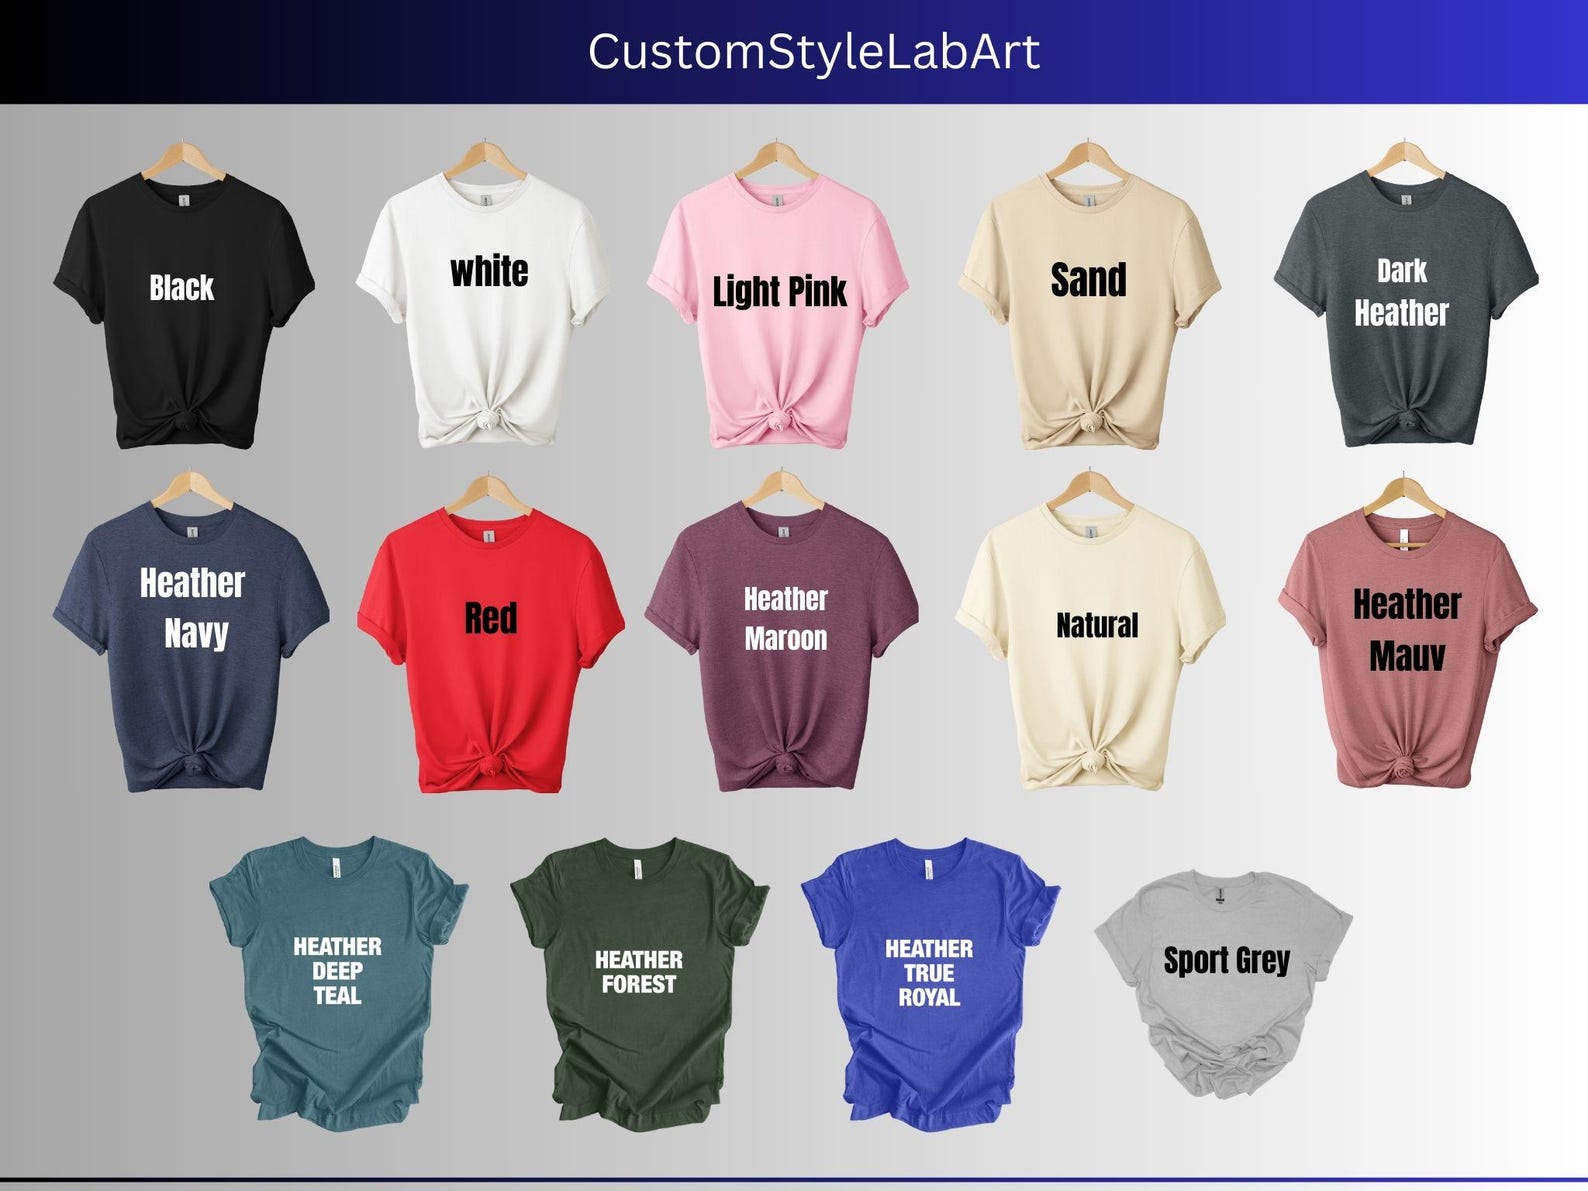 CustomStyleLabArt
Black
white
Light Pink
Sand
Dark
Heather
Heather
Navy
Red
Heather
Maroon
Natural
Heather
Mauv
HEATHER
DEEP
TEAL
HEATHER
FOREST
HEATHER
TRUE
ROYAL
Sport Grey